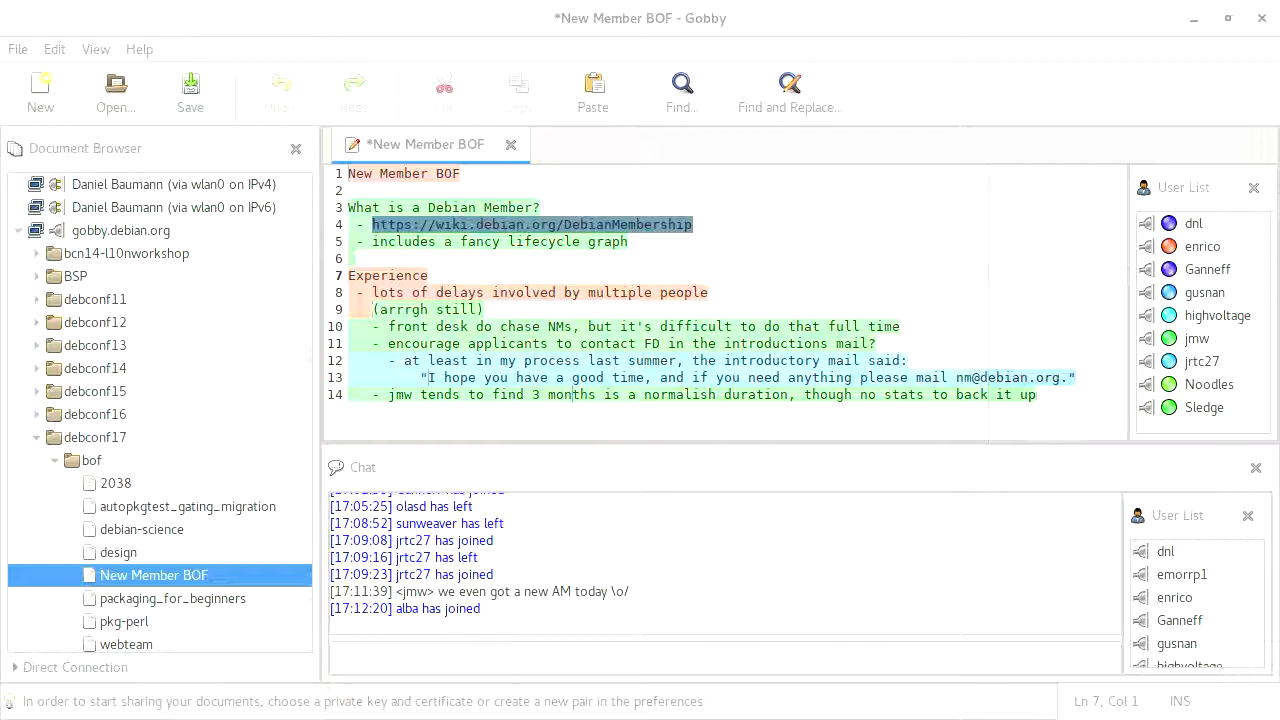 *New Member BOF - Gobby
File Edit View Help
New Open... Save Undo Redo Cut Copy Paste Find... Find and Replace...
Document Browser
Daniel Baumann (via wlan0 on IPv4)
Daniel Baumann (via wlan0 on IPv6)
gobby.debian.org
bcn14-l10nworkshop
BSP
debconf11
debconf12
debconf13
debconf14
debconf15
debconf16
debconf17
bof
2038
autopkgtest_gating_migration
debian-science
design
New Member BOF
packaging_for_beginners
pkg-perl
webteam
Direct Connection
*New Member BOF
1 New Member BOF
2
3 What is a Debian Member?
4 - https://wiki.debian.org/DebianMembership
5 - includes a fancy lifecycle graph
6
7 Experience
8 - lots of delays involved by multiple people
9 (arrrgh still)
10 - front desk do chase NMs, but it's difficult to do that full time
11 - encourage applicants to contact FD in the introductions mail?
12 - at least in my process last summer, the introductory mail said:
13 "I hope you have a good time, and if you need anything please mail nm@debian.org."
14 - jmw tends to find 3 months is a normalish duration, though no stats to back it up
User List
dnl
enrico
Ganneff
gusnan
highvoltage
jmw
jrtc27
Noodles
Sledge
Chat
[17:05:25] olasd has left
[17:08:52] sunweaver has left
[17:09:08] jrtc27 has joined
[17:09:16] jrtc27 has left
[17:09:23] jrtc27 has joined
[17:11:39] <jmw> we even got a new AM today \o/
[17:12:20] alba has joined
User List
dnl
emorrp1
enrico
Ganneff
gusnan
highvoltage
In order to start sharing your documents, choose a private key and certificate or create a new pair in the preferences
Ln 7, Col 1 INS